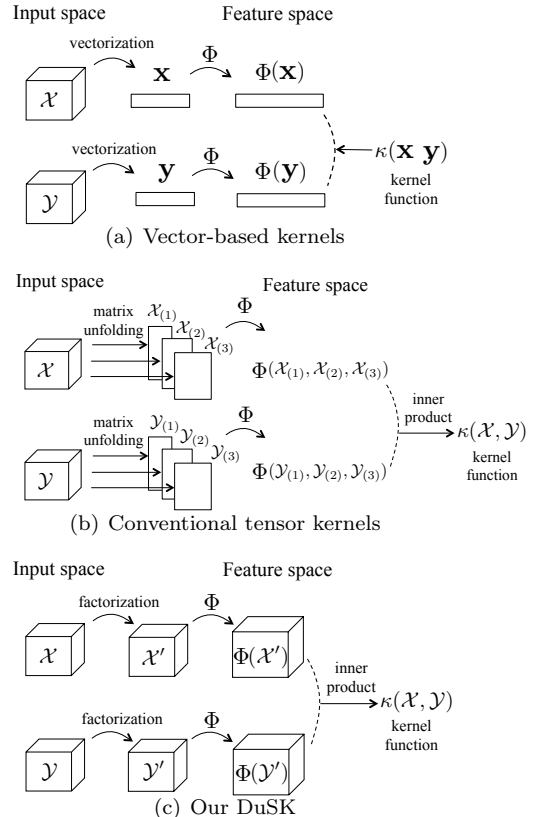 Input space Feature space
vectorization
𝒳 𝐱 Φ Φ(𝐱)
vectorization
𝒴 𝐲 Φ Φ(𝐲)
κ(𝐱 𝐲)
kernel
function
(a) Vector-based kernels
Input space Feature space
matrix
unfolding
𝒳 𝒳(1) 𝒳(2) 𝒳(3) Φ
Φ(𝒳(1), 𝒳(2), 𝒳(3))
matrix
unfolding
𝒴 𝒴(1) 𝒴(2) 𝒴(3) Φ
Φ(𝒴(1), 𝒴(2), 𝒴(3))
inner
product
κ(𝒳, 𝒴)
kernel
function
(b) Conventional tensor kernels
Input space Feature space
factorization Φ
𝒳 𝒳′ Φ(𝒳′)
factorization Φ
𝒴 𝒴′ Φ(𝒴′)
inner
product
κ(𝒳, 𝒴)
kernel
function
(c) Our DuSK